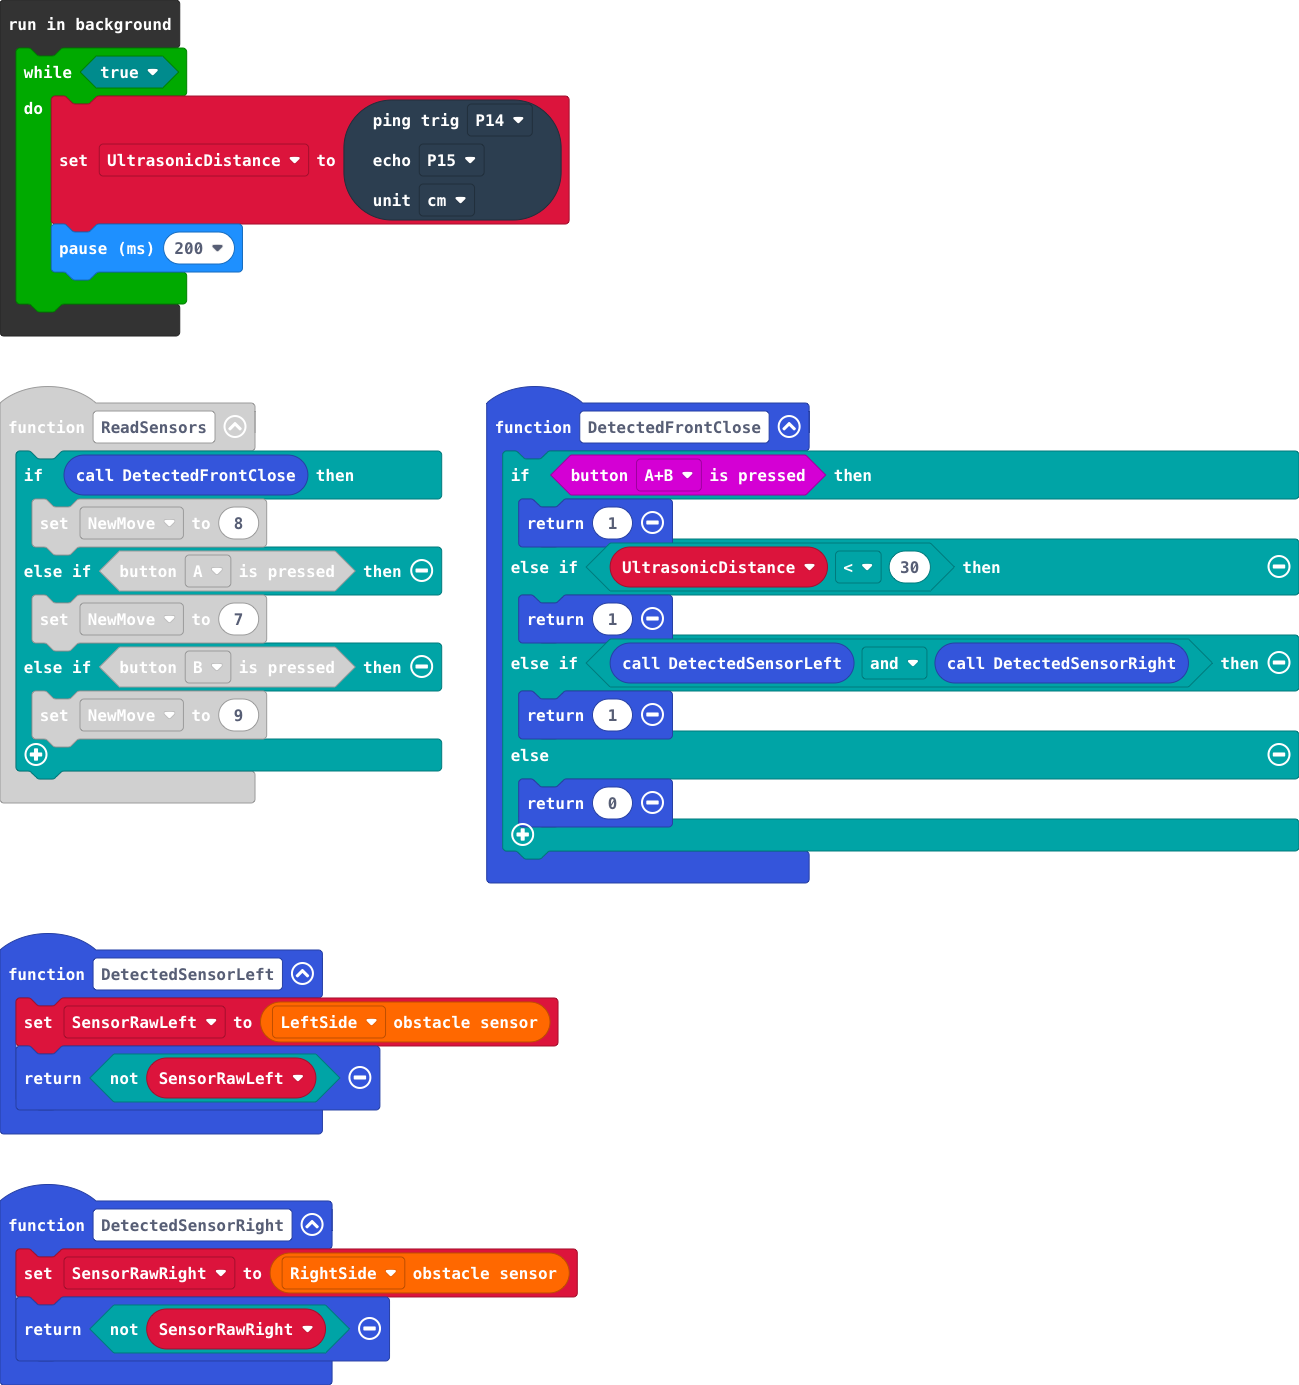 run in background
while true
do
set UltrasonicDistance to
ping trig P14
echo P15
unit cm
pause (ms) 200
function ReadSensors
if call DetectedFrontClose then
set NewMove to 8
else if button A is pressed then
set NewMove to 7
else if button B is pressed then
set NewMove to 9
function DetectedFrontClose
if button A+B is pressed then
return 1
else if UltrasonicDistance < 30 then
return 1
else if call DetectedSensorLeft and call DetectedSensorRight then
return 1
else
return 0
function DetectedSensorLeft
set SensorRawLeft to LeftSide obstacle sensor
return not SensorRawLeft
function DetectedSensorRight
set SensorRawRight to RightSide obstacle sensor
return not SensorRawRight